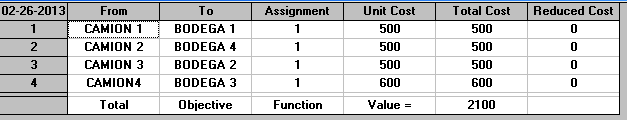 02-26-2013 From To Assignment Unit Cost Total Cost Reduced Cost
1 CAMION 1 BODEGA 1 1 500 500 0
2 CAMION 2 BODEGA 4 1 500 500 0
3 CAMION 3 BODEGA 2 1 500 500 0
4 CAMION4 BODEGA 3 1 600 600 0
Total Objective Function Value = 2100